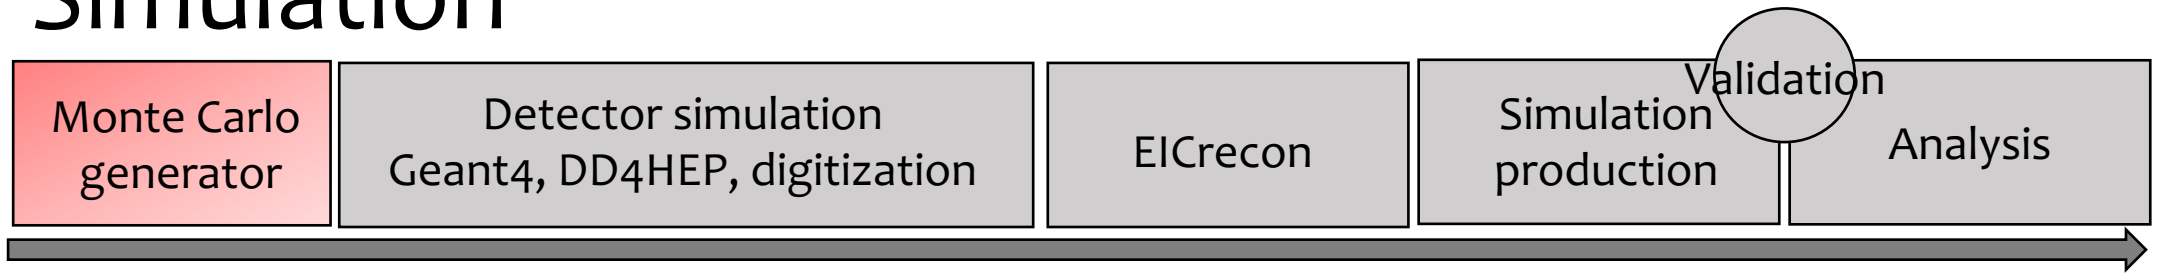 Simulation
Monte Carlo
generator
Detector simulation
Geant4, DD4HEP, digitization
EICrecon
Simulation
production
Validation
Analysis